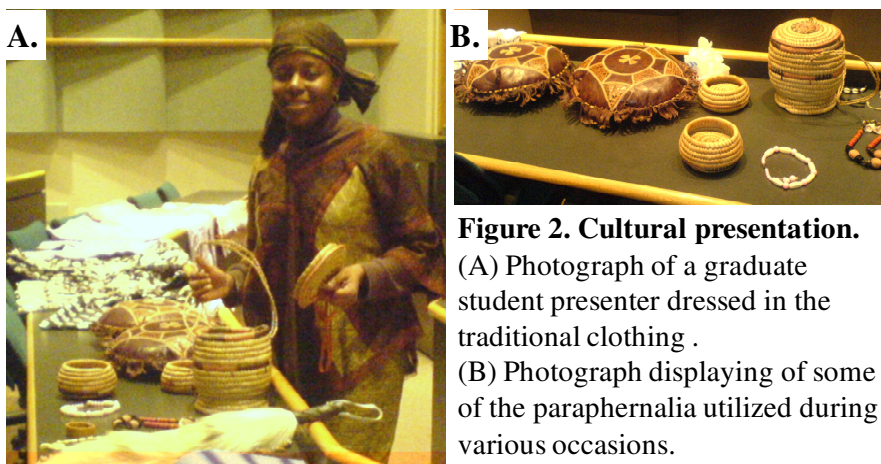 A.
B.
Figure 2. Cultural presentation.
(A) Photograph of a graduate
student presenter dressed in the
traditional clothing .
(B) Photograph displaying of some
of the paraphernalia utilized during
various occasions.